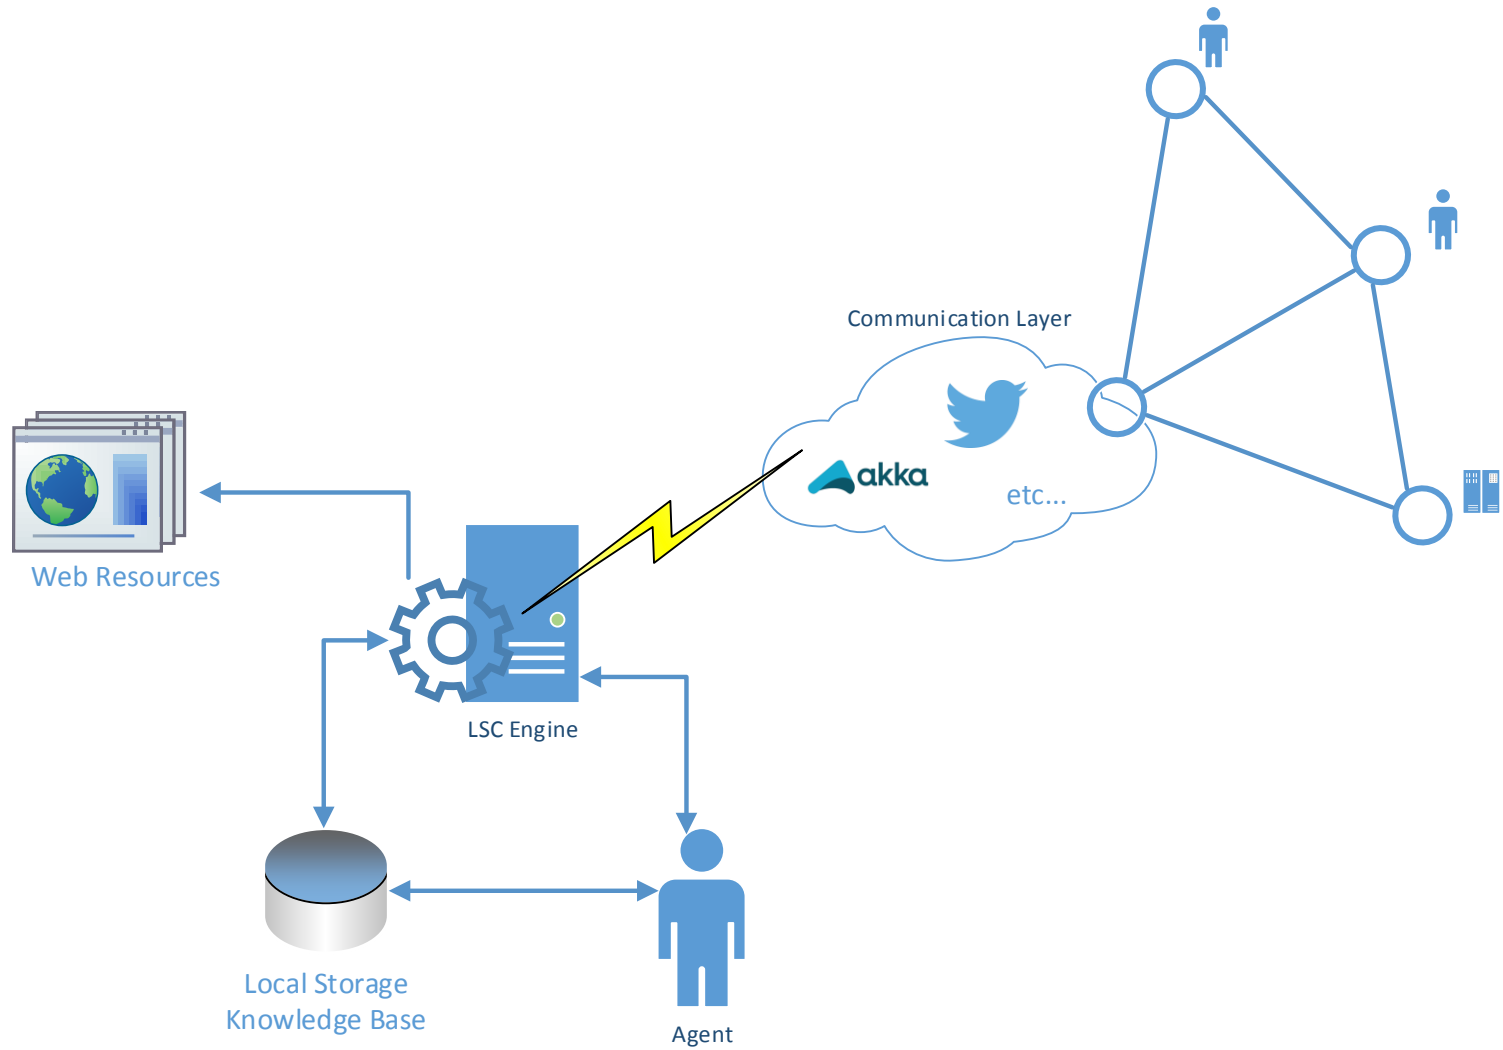 Communication Layer
akka
etc...
Web Resources
LSC Engine
Local Storage
Knowledge Base
Agent